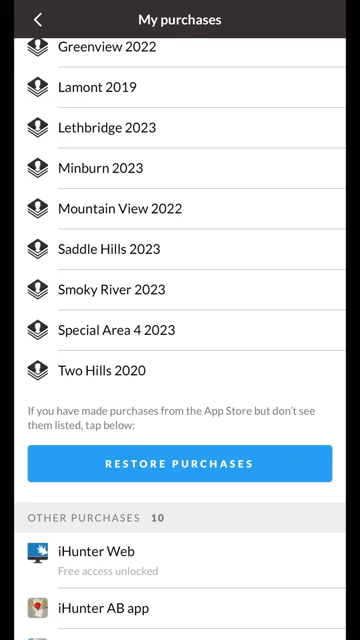 My purchases
Greenview 2022
Lamont 2019
Lethbridge 2023
Minburn 2023
Mountain View 2022
Saddle Hills 2023
Smoky River 2023
Special Area 4 2023
Two Hills 2020
If you have made purchases from the App Store but don't see
them listed, tap below:
RESTORE PURCHASES
OTHER PURCHASES 10
iHunter Web
Free access unlocked
iHunter AB app